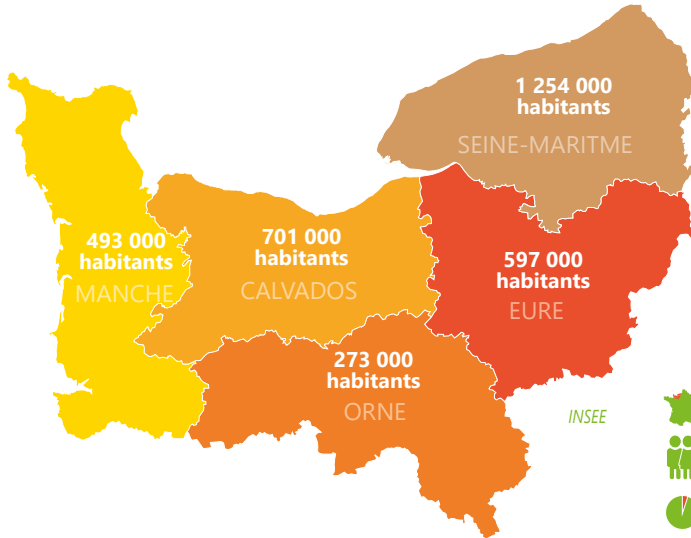 1 254 000
habitants
SEINE-MARITME
493 000
habitants
MANCHE
701 000
habitants
CALVADOS
597 000
habitants
EURE
273 000
habitants
ORNE
INSEE